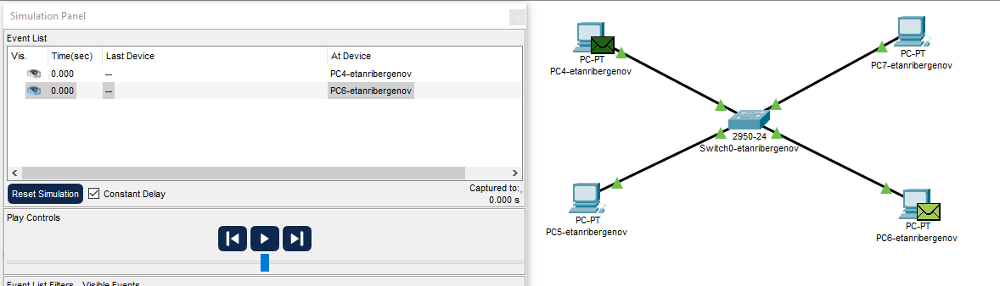 Simulation Panel
Event List
Vis. Time(sec) Last Device At Device
0.000 -- PC4-etanribergenov
0.000 -- PC6-etanribergenov
Reset Simulation Constant Delay Captured to:
0.000 s
Play Controls
Event List Filters - Visible Events
PC-PT
PC4-etanribergenov
PC-PT
PC7-etanribergenov
2950-24
Switch0-etanribergenov
PC-PT
PC5-etanribergenov
PC-PT
PC6-etanribergenov